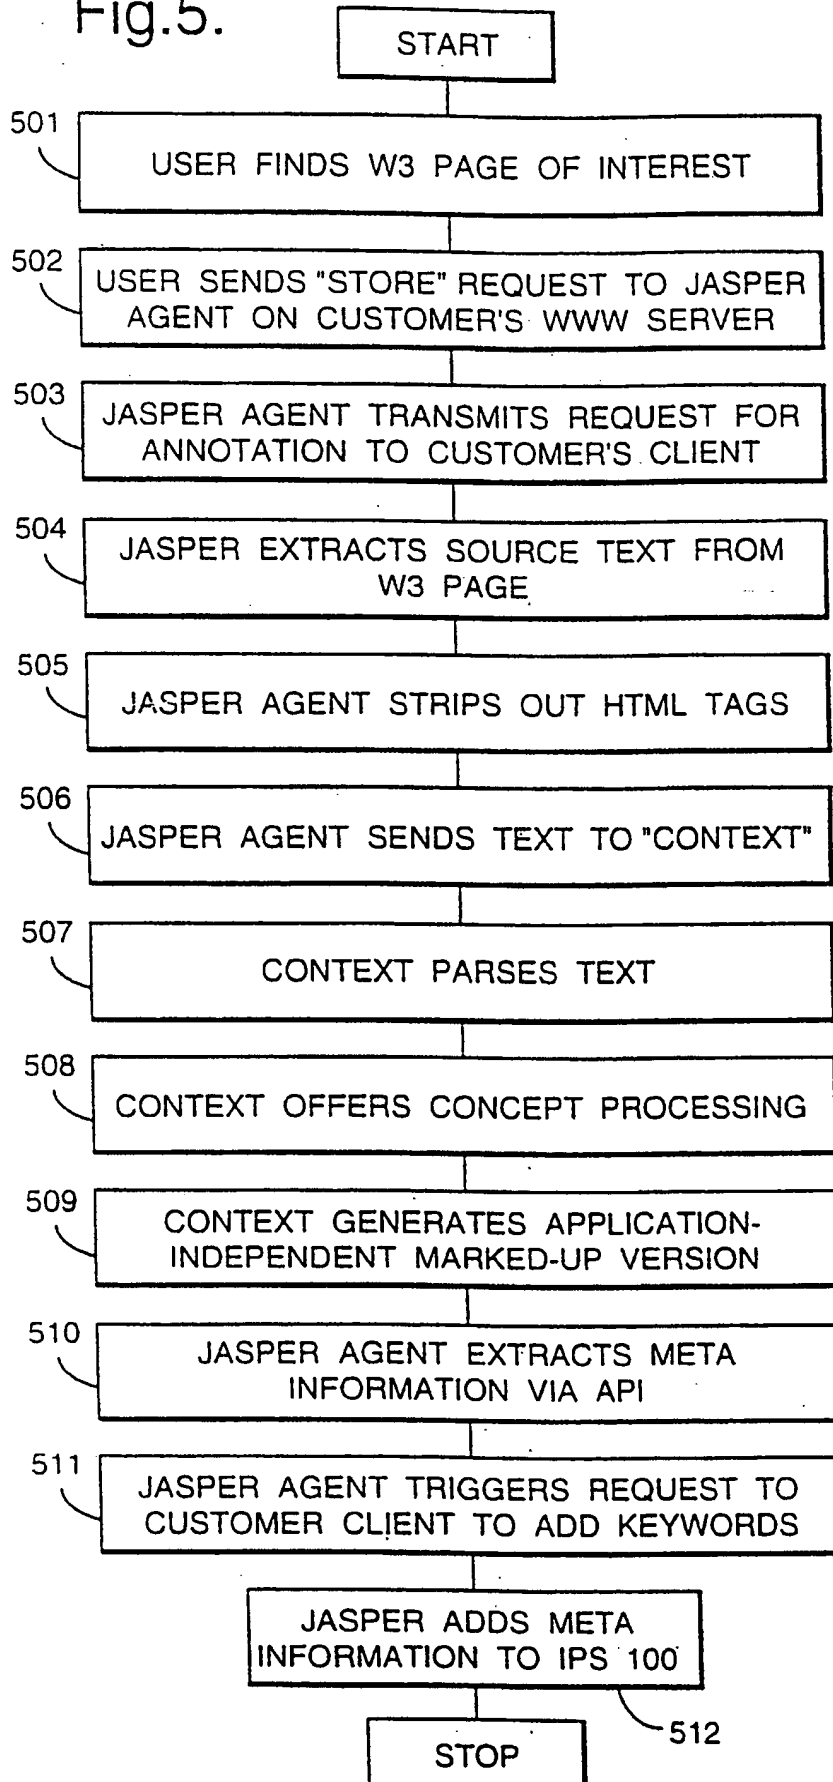 Fig.5.
START
501
USER FINDS W3 PAGE OF INTEREST
502
USER SENDS "STORE" REQUEST TO JASPER
AGENT ON CUSTOMER'S WWW SERVER
503
JASPER AGENT TRANSMITS REQUEST FOR
ANNOTATION TO CUSTOMER'S CLIENT
504
JASPER EXTRACTS SOURCE TEXT FROM
W3 PAGE
505
JASPER AGENT STRIPS OUT HTML TAGS
506
JASPER AGENT SENDS TEXT TO "CONTEXT"
507
CONTEXT PARSES TEXT
508
CONTEXT OFFERS CONCEPT PROCESSING
509
CONTEXT GENERATES APPLICATION-
INDEPENDENT MARKED-UP VERSION
510
JASPER AGENT EXTRACTS META
INFORMATION VIA API
511
JASPER AGENT TRIGGERS REQUEST TO
CUSTOMER CLIENT TO ADD KEYWORDS
JASPER ADDS META
INFORMATION TO IPS 100
512
STOP